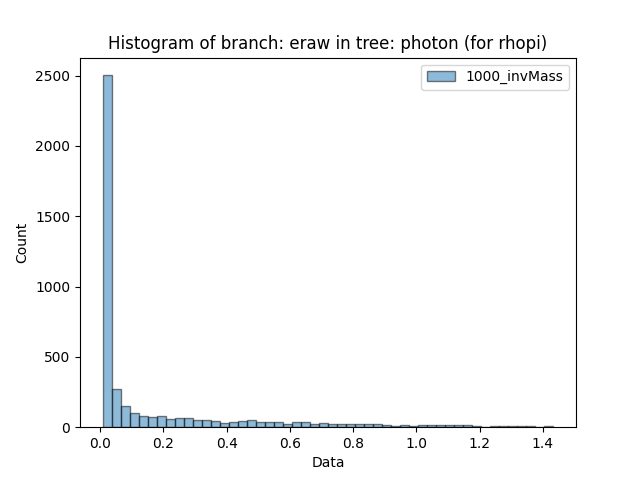 Histogram of branch: eraw in tree: photon (for rhopi)
1000_invMass
2500
2000
1500
1000
500
0
Count
0.0 0.2 0.4 0.6 0.8 1.0 1.2 1.4
Data